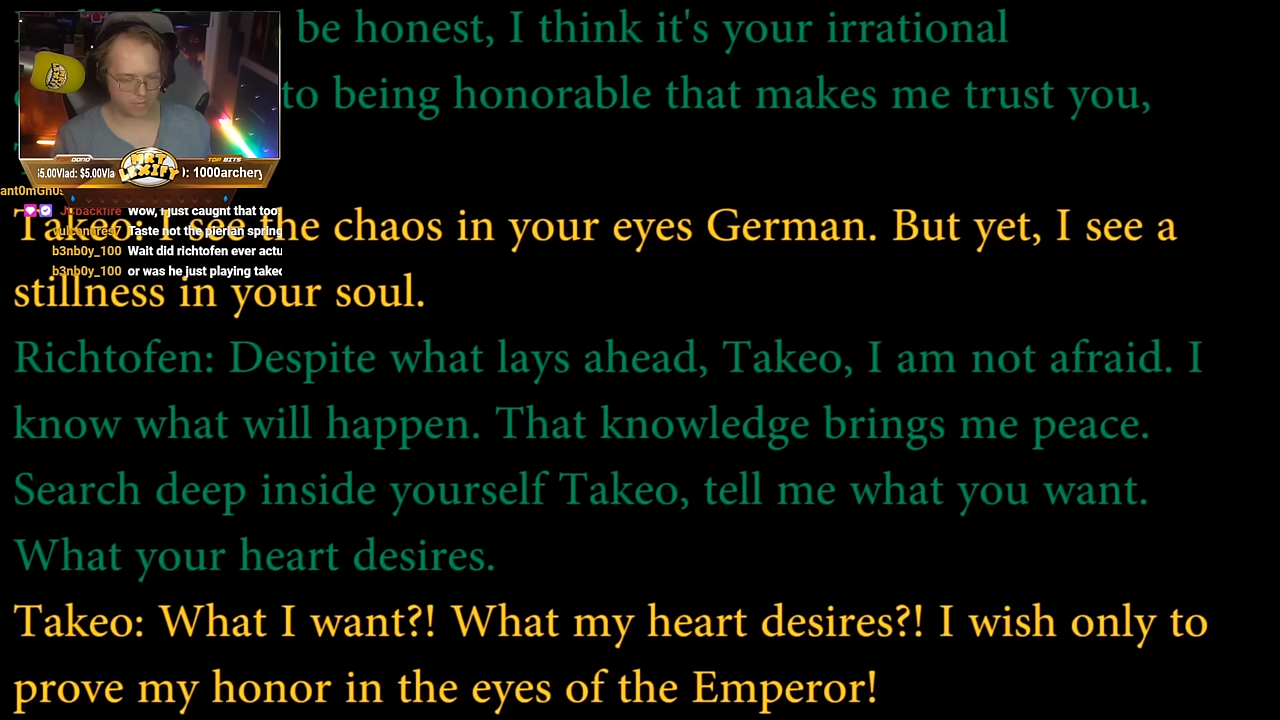 be honest, I think it's your irrational
to being honorable that makes me trust you,
DONO
TOP BITS
$5.00Vlad: $5.00Vla
MRT
LEXIFY
): 1000archery
Wow, I just caught that too
Taste not the pierian spring
b3nb0y_100 Wait did richtofen ever actu
b3nb0y_100 or was he just playing takeo
Takeo: I see the chaos in your eyes German. But yet, I see a
stillness in your soul.
Richtofen: Despite what lays ahead, Takeo, I am not afraid. I
know what will happen. That knowledge brings me peace.
Search deep inside yourself Takeo, tell me what you want.
What your heart desires.
Takeo: What I want?! What my heart desires?! I wish only to
prove my honor in the eyes of the Emperor!